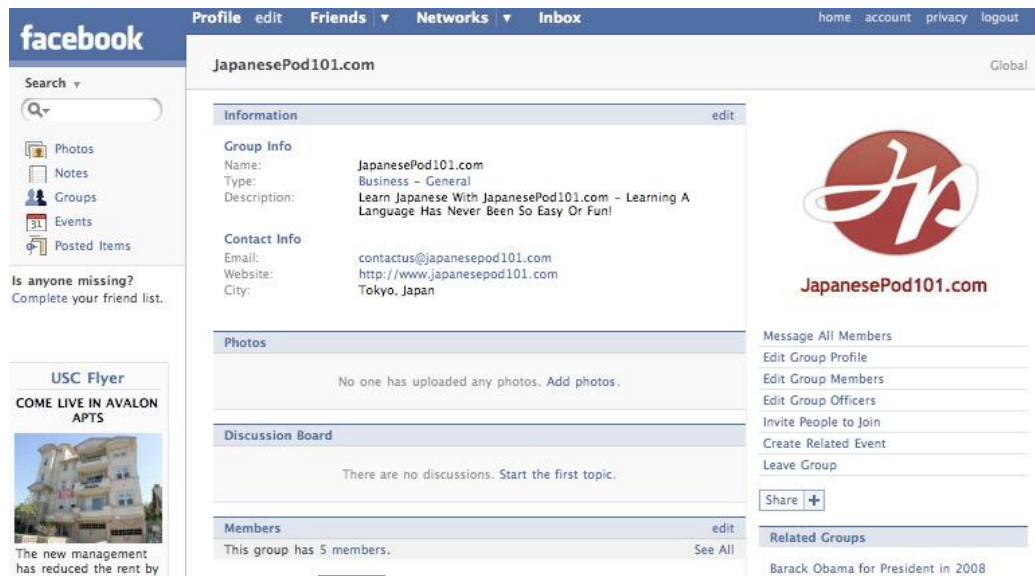 facebook
Profile edit Friends ▼ Networks ▼ Inbox
home account privacy logout
Search ▼
Photos
Notes
Groups
31 Events
Posted Items
Is anyone missing?
Complete your friend list.
USC Flyer
COME LIVE IN AVALON
APTS
The new management
has reduced the rent by
JapanesePod101.com
Global
Information edit
Group Info
Name: JapanesePod101.com
Type: Business - General
Description: Learn Japanese With JapanesePod101.com - Learning A
Language Has Never Been So Easy Or Fun!
Contact Info
Email: contactus@japanesepod101.com
Website: http://www.japanesepod101.com
City: Tokyo, Japan
Photos
No one has uploaded any photos. Add photos.
Discussion Board
There are no discussions. Start the first topic.
Members edit
This group has 5 members. See All
JP
JapanesePod101.com
Message All Members
Edit Group Profile
Edit Group Members
Edit Group Officers
Invite People to Join
Create Related Event
Leave Group
Share +
Related Groups
Barack Obama for President in 2008